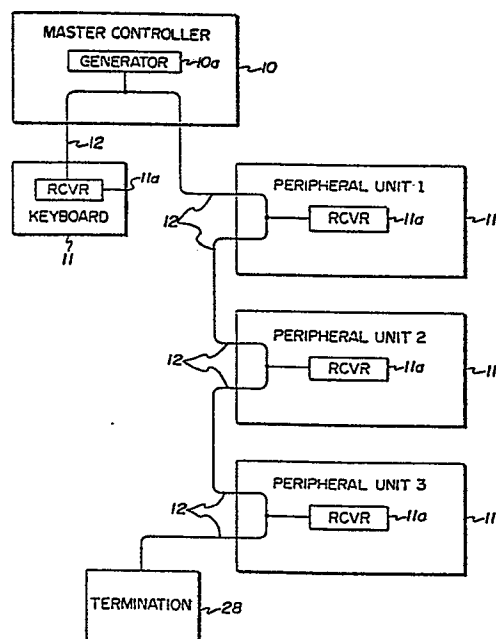 MASTER CONTROLLER
GENERATOR
10a
10
12
RCVR
11a
KEYBOARD
11
PERIPHERAL UNIT 1
RCVR
11a
11
12
PERIPHERAL UNIT 2
RCVR
11a
11
12
PERIPHERAL UNIT 3
RCVR
11a
11
12
TERMINATION
28